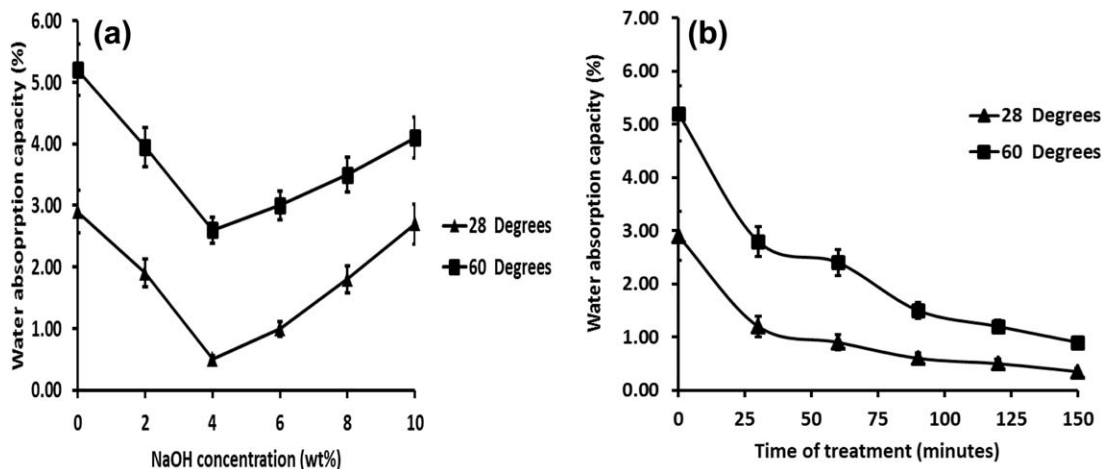 (a)
Water absoprption capacity (%)
6.00
5.00
4.00
3.00
2.00
1.00
0.00
0 2 4 6 8 10
NaOH concentration (wt%)
28 Degrees
60 Degrees
(b)
Water absorption capacity (%)
7.00
6.00
5.00
4.00
3.00
2.00
1.00
0.00
0 25 50 75 100 125 150
Time of treatment (minutes)
28 Degrees
60 Degrees